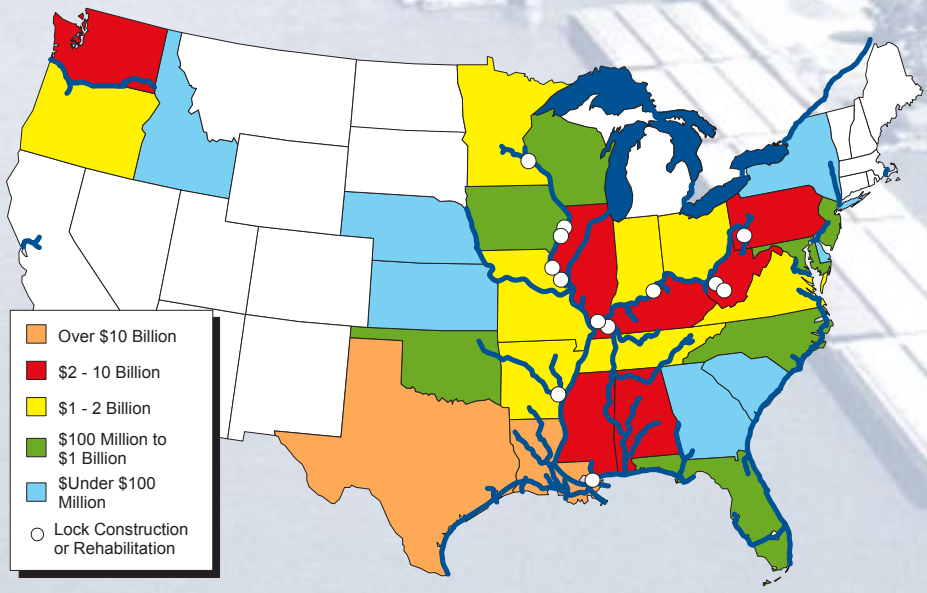 Over $10 Billion
$2 - 10 Billion
$1 - 2 Billion
$100 Million to
$1 Billion
$Under $100
Million
Lock Construction
or Rehabilitation